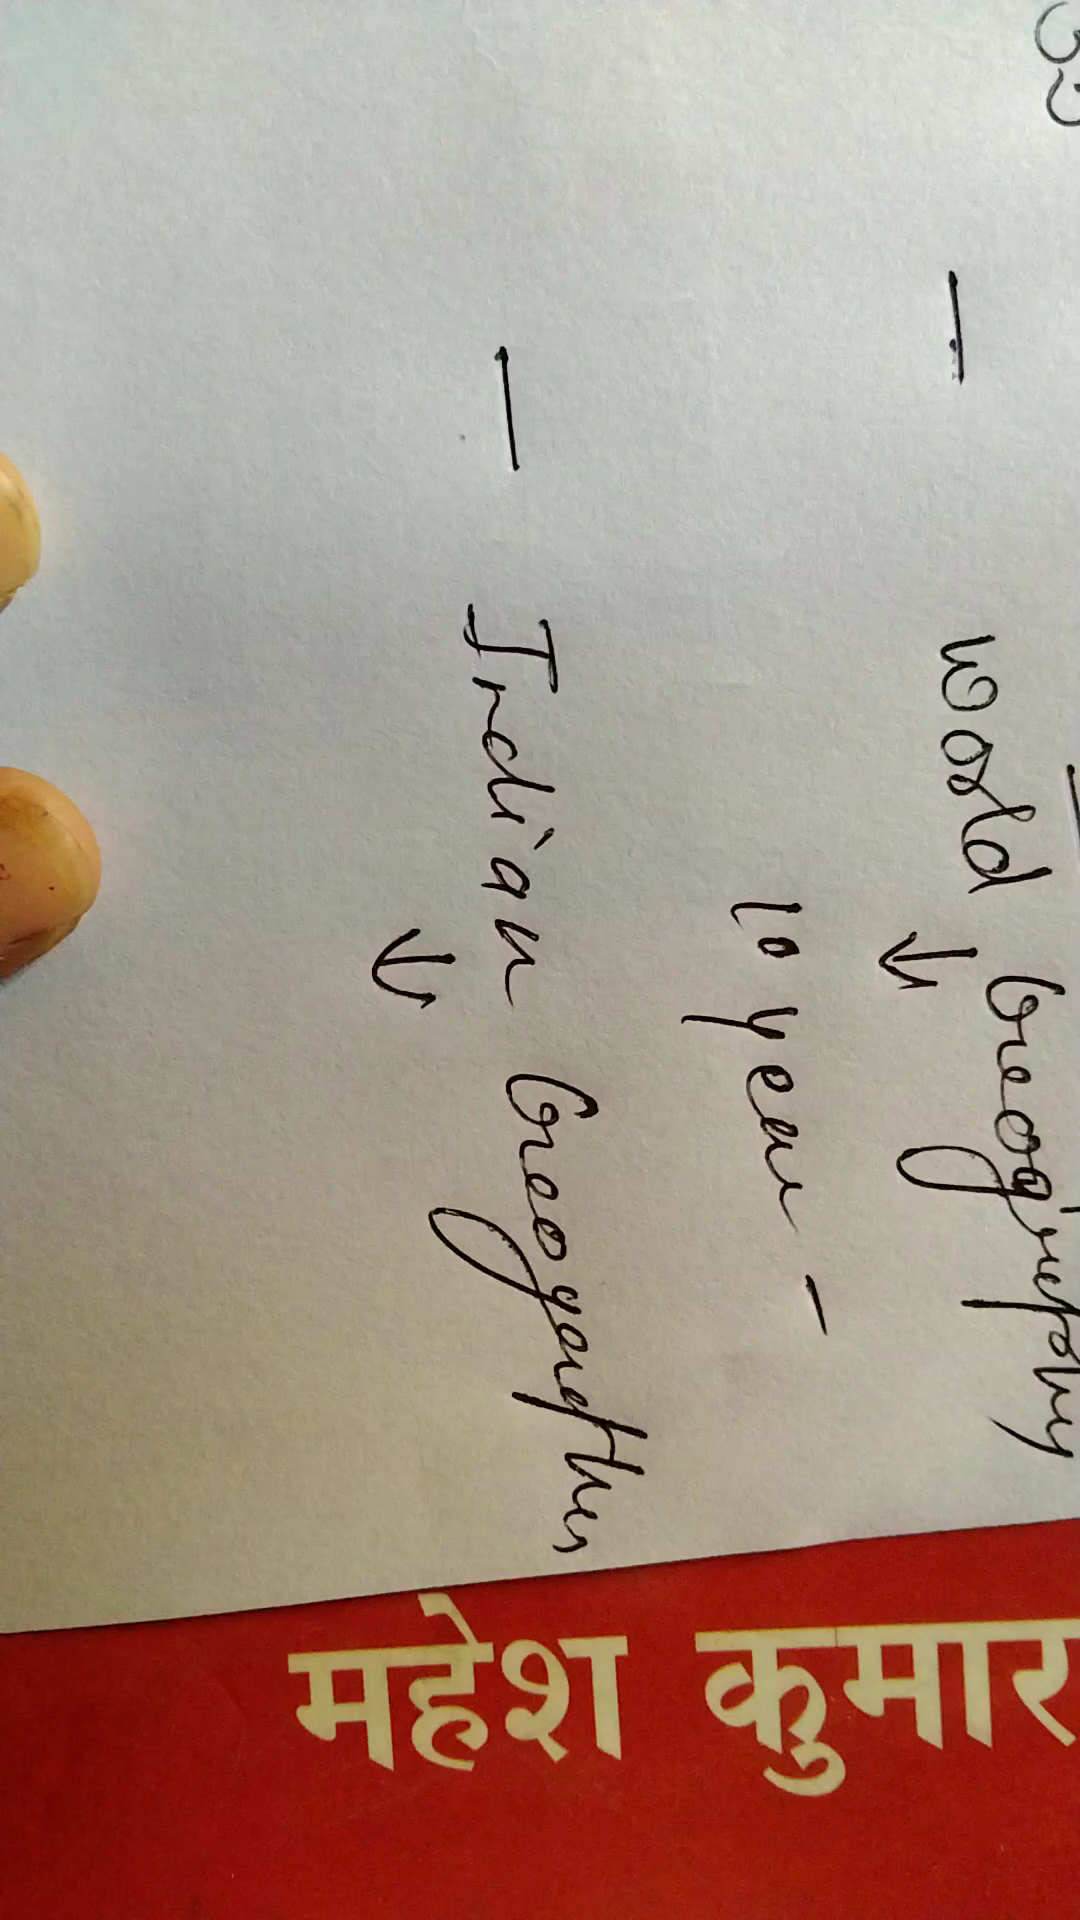 — World Geography
↓
10 year -
— Indian Geography
↓
महेश कुमार